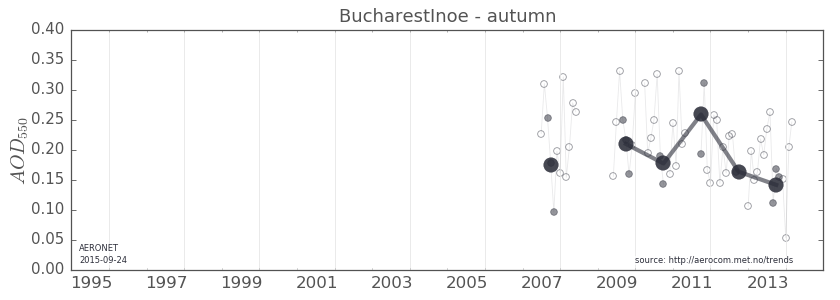 BucharestInoe - autumn
0.40
0.35
0.30
0.25
0.20
0.15
0.10
0.05
0.00
AOD550
AERONET
2015-09-24
source: http://aerocom.met.no/trends
1995 1997 1999 2001 2003 2005 2007 2009 2011 2013